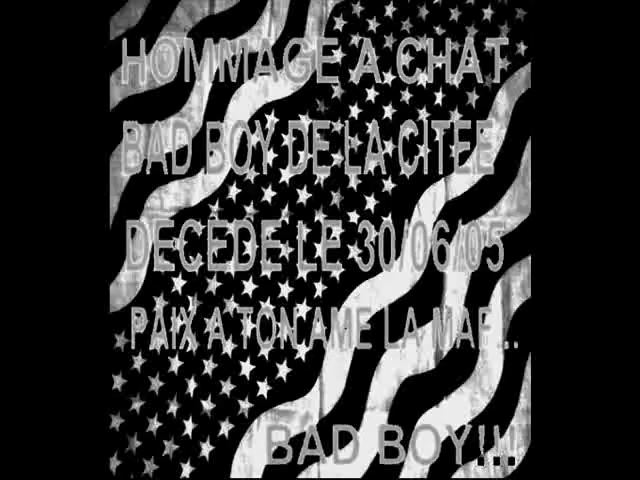 HOMMAGE A CHAT
BAD BOY DE LA CITEE
DECEDE LE 30/06/05
PAIX A TON AME LA MAF...
BAD BOY!!!